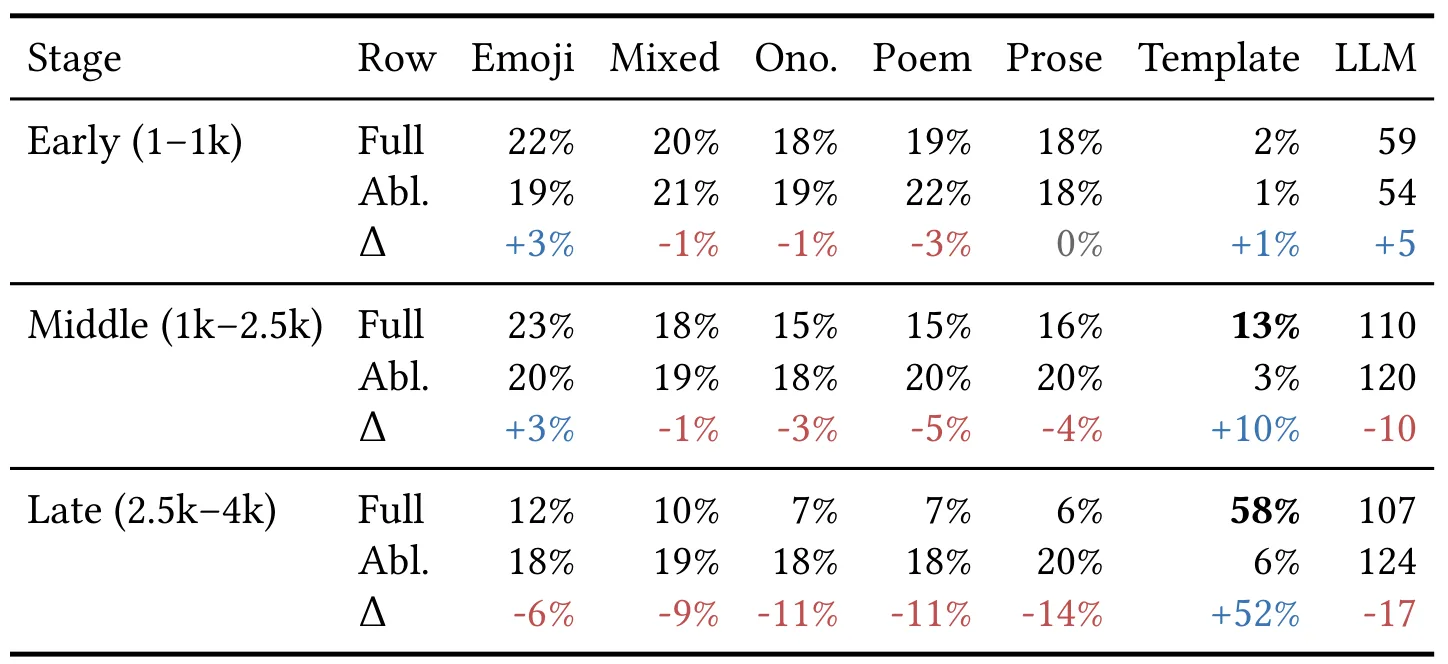 Stage Row Emoji Mixed Ono. Poem Prose Template LLM
Early (1–1k) Full 22% 20% 18% 19% 18% 2% 59
Abl. 19% 21% 19% 22% 18% 1% 54
Δ +3% -1% -1% -3% 0% +1% +5
Middle (1k–2.5k) Full 23% 18% 15% 15% 16% 13% 110
Abl. 20% 19% 18% 20% 20% 3% 120
Δ +3% -1% -3% -5% -4% +10% -10
Late (2.5k–4k) Full 12% 10% 7% 7% 6% 58% 107
Abl. 18% 19% 18% 18% 20% 6% 124
Δ -6% -9% -11% -11% -14% +52% -17